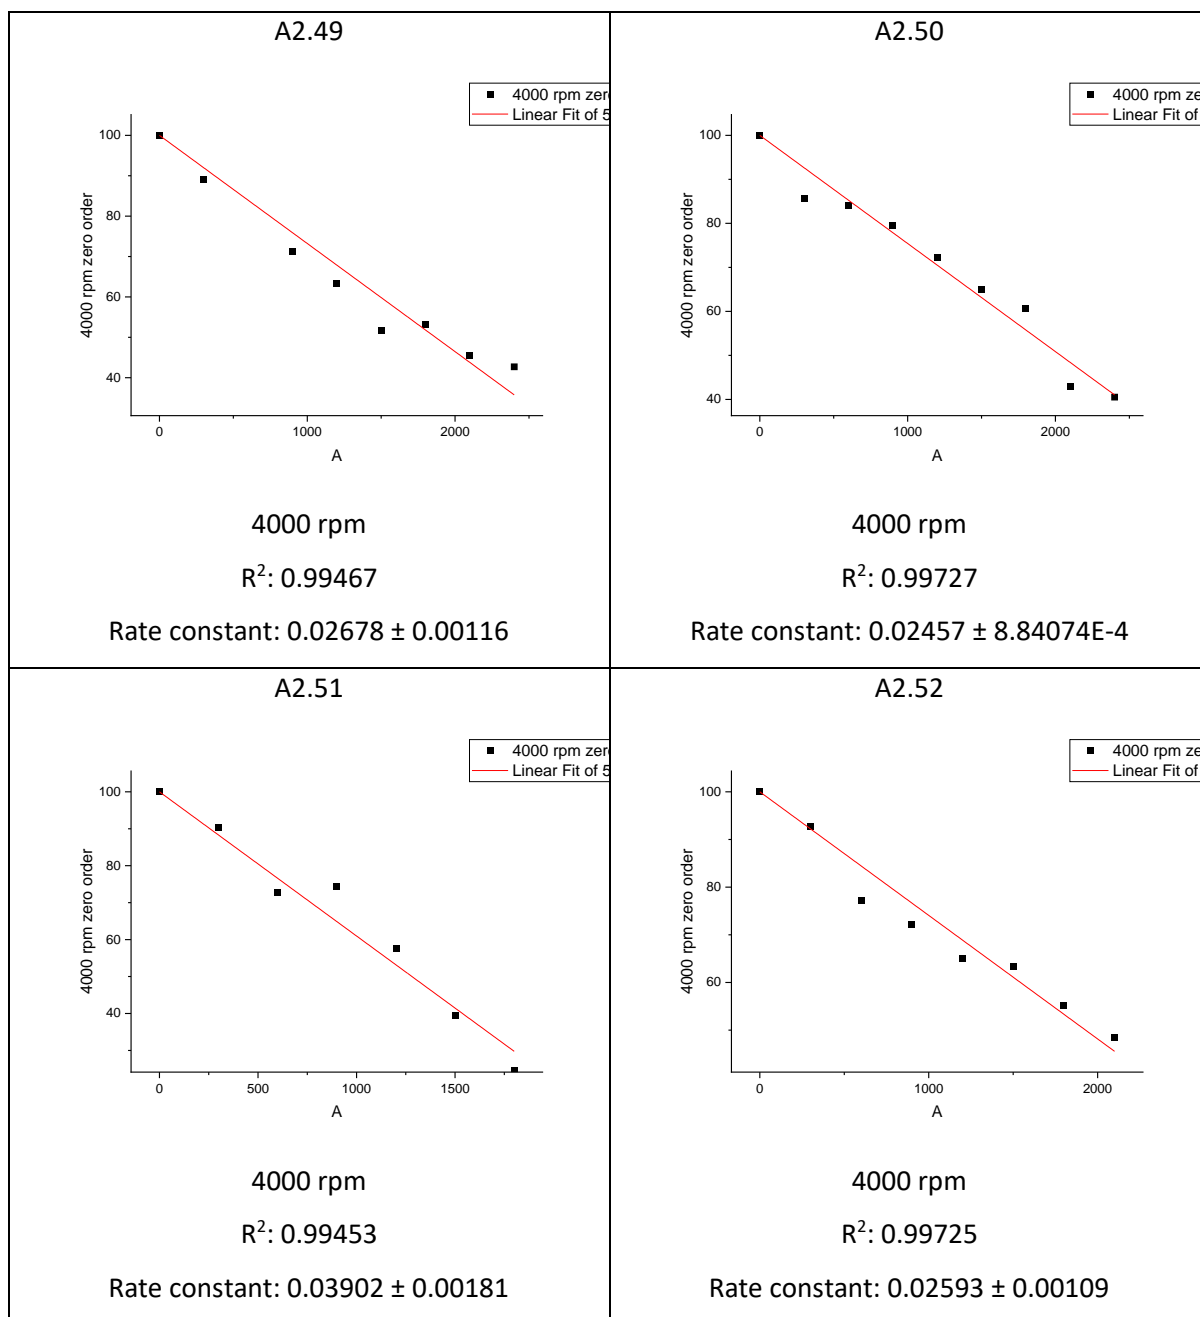 A2.49
4000 rpm zer
Linear Fit of 5
100
80
60
40
4000 rpm zero order
0
1000
2000
A
4000 rpm
R²: 0.99467
Rate constant: 0.02678 ± 0.00116
A2.50
4000 rpm ze
Linear Fit of
100
80
60
40
4000 rpm zero order
0
1000
2000
A
4000 rpm
R²: 0.99727
Rate constant: 0.02457 ± 8.84074E-4
A2.51
4000 rpm zer
Linear Fit of 5
100
80
60
40
4000 rpm zero order
0
500
1000
1500
A
4000 rpm
R²: 0.99453
Rate constant: 0.03902 ± 0.00181
A2.52
4000 rpm ze
Linear Fit of
100
80
60
4000 rpm zero order
0
1000
2000
A
4000 rpm
R²: 0.99725
Rate constant: 0.02593 ± 0.00109